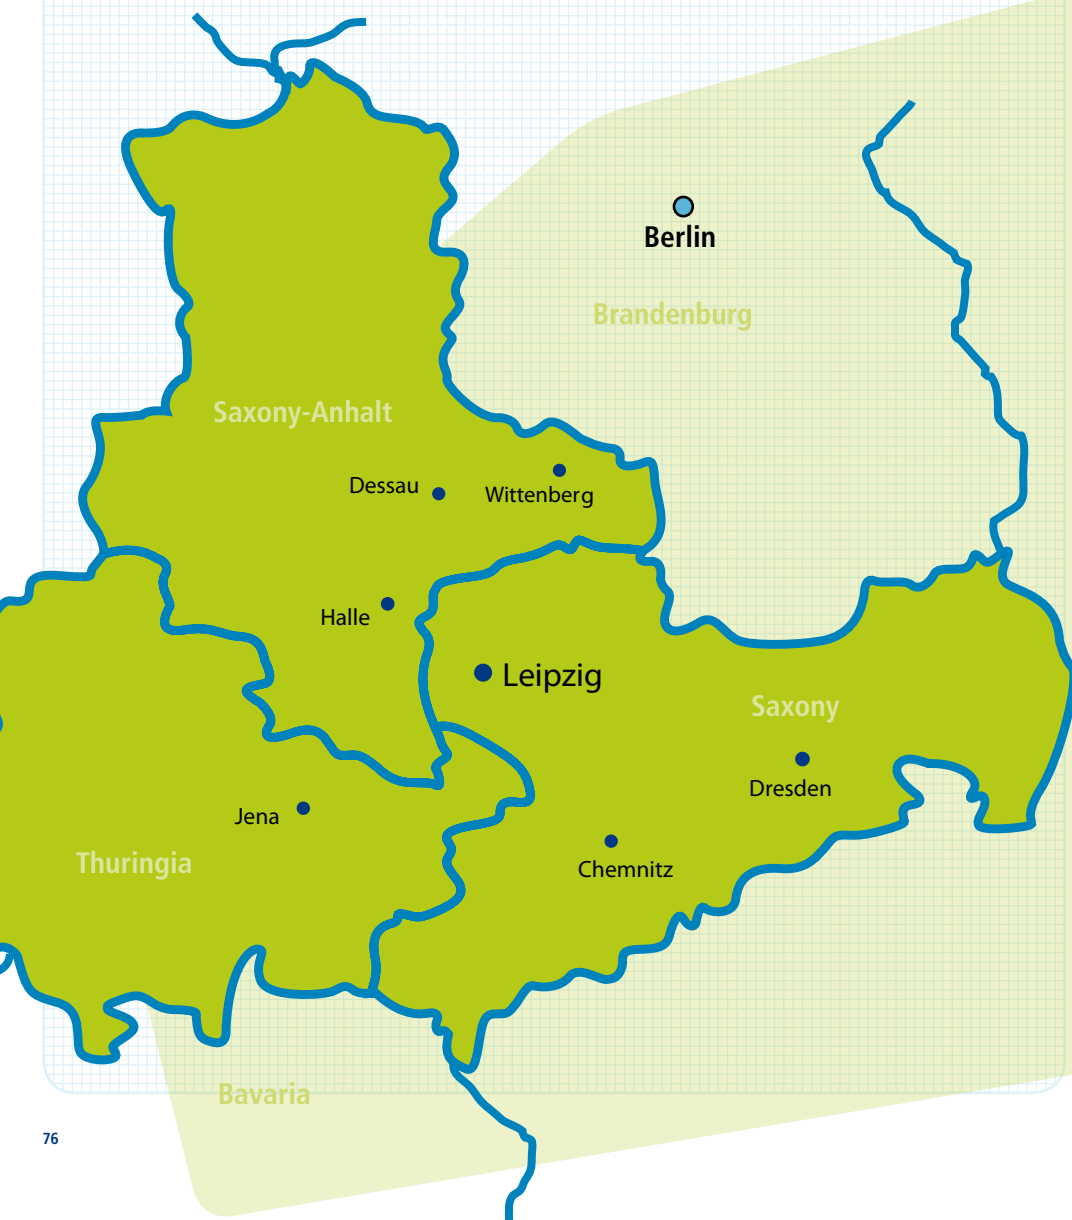 Berlin
Brandenburg
Saxony-Anhalt
Dessau
Wittenberg
Halle
Leipzig
Saxony
Dresden
Jena
Chemnitz
Thuringia
Bavaria
76